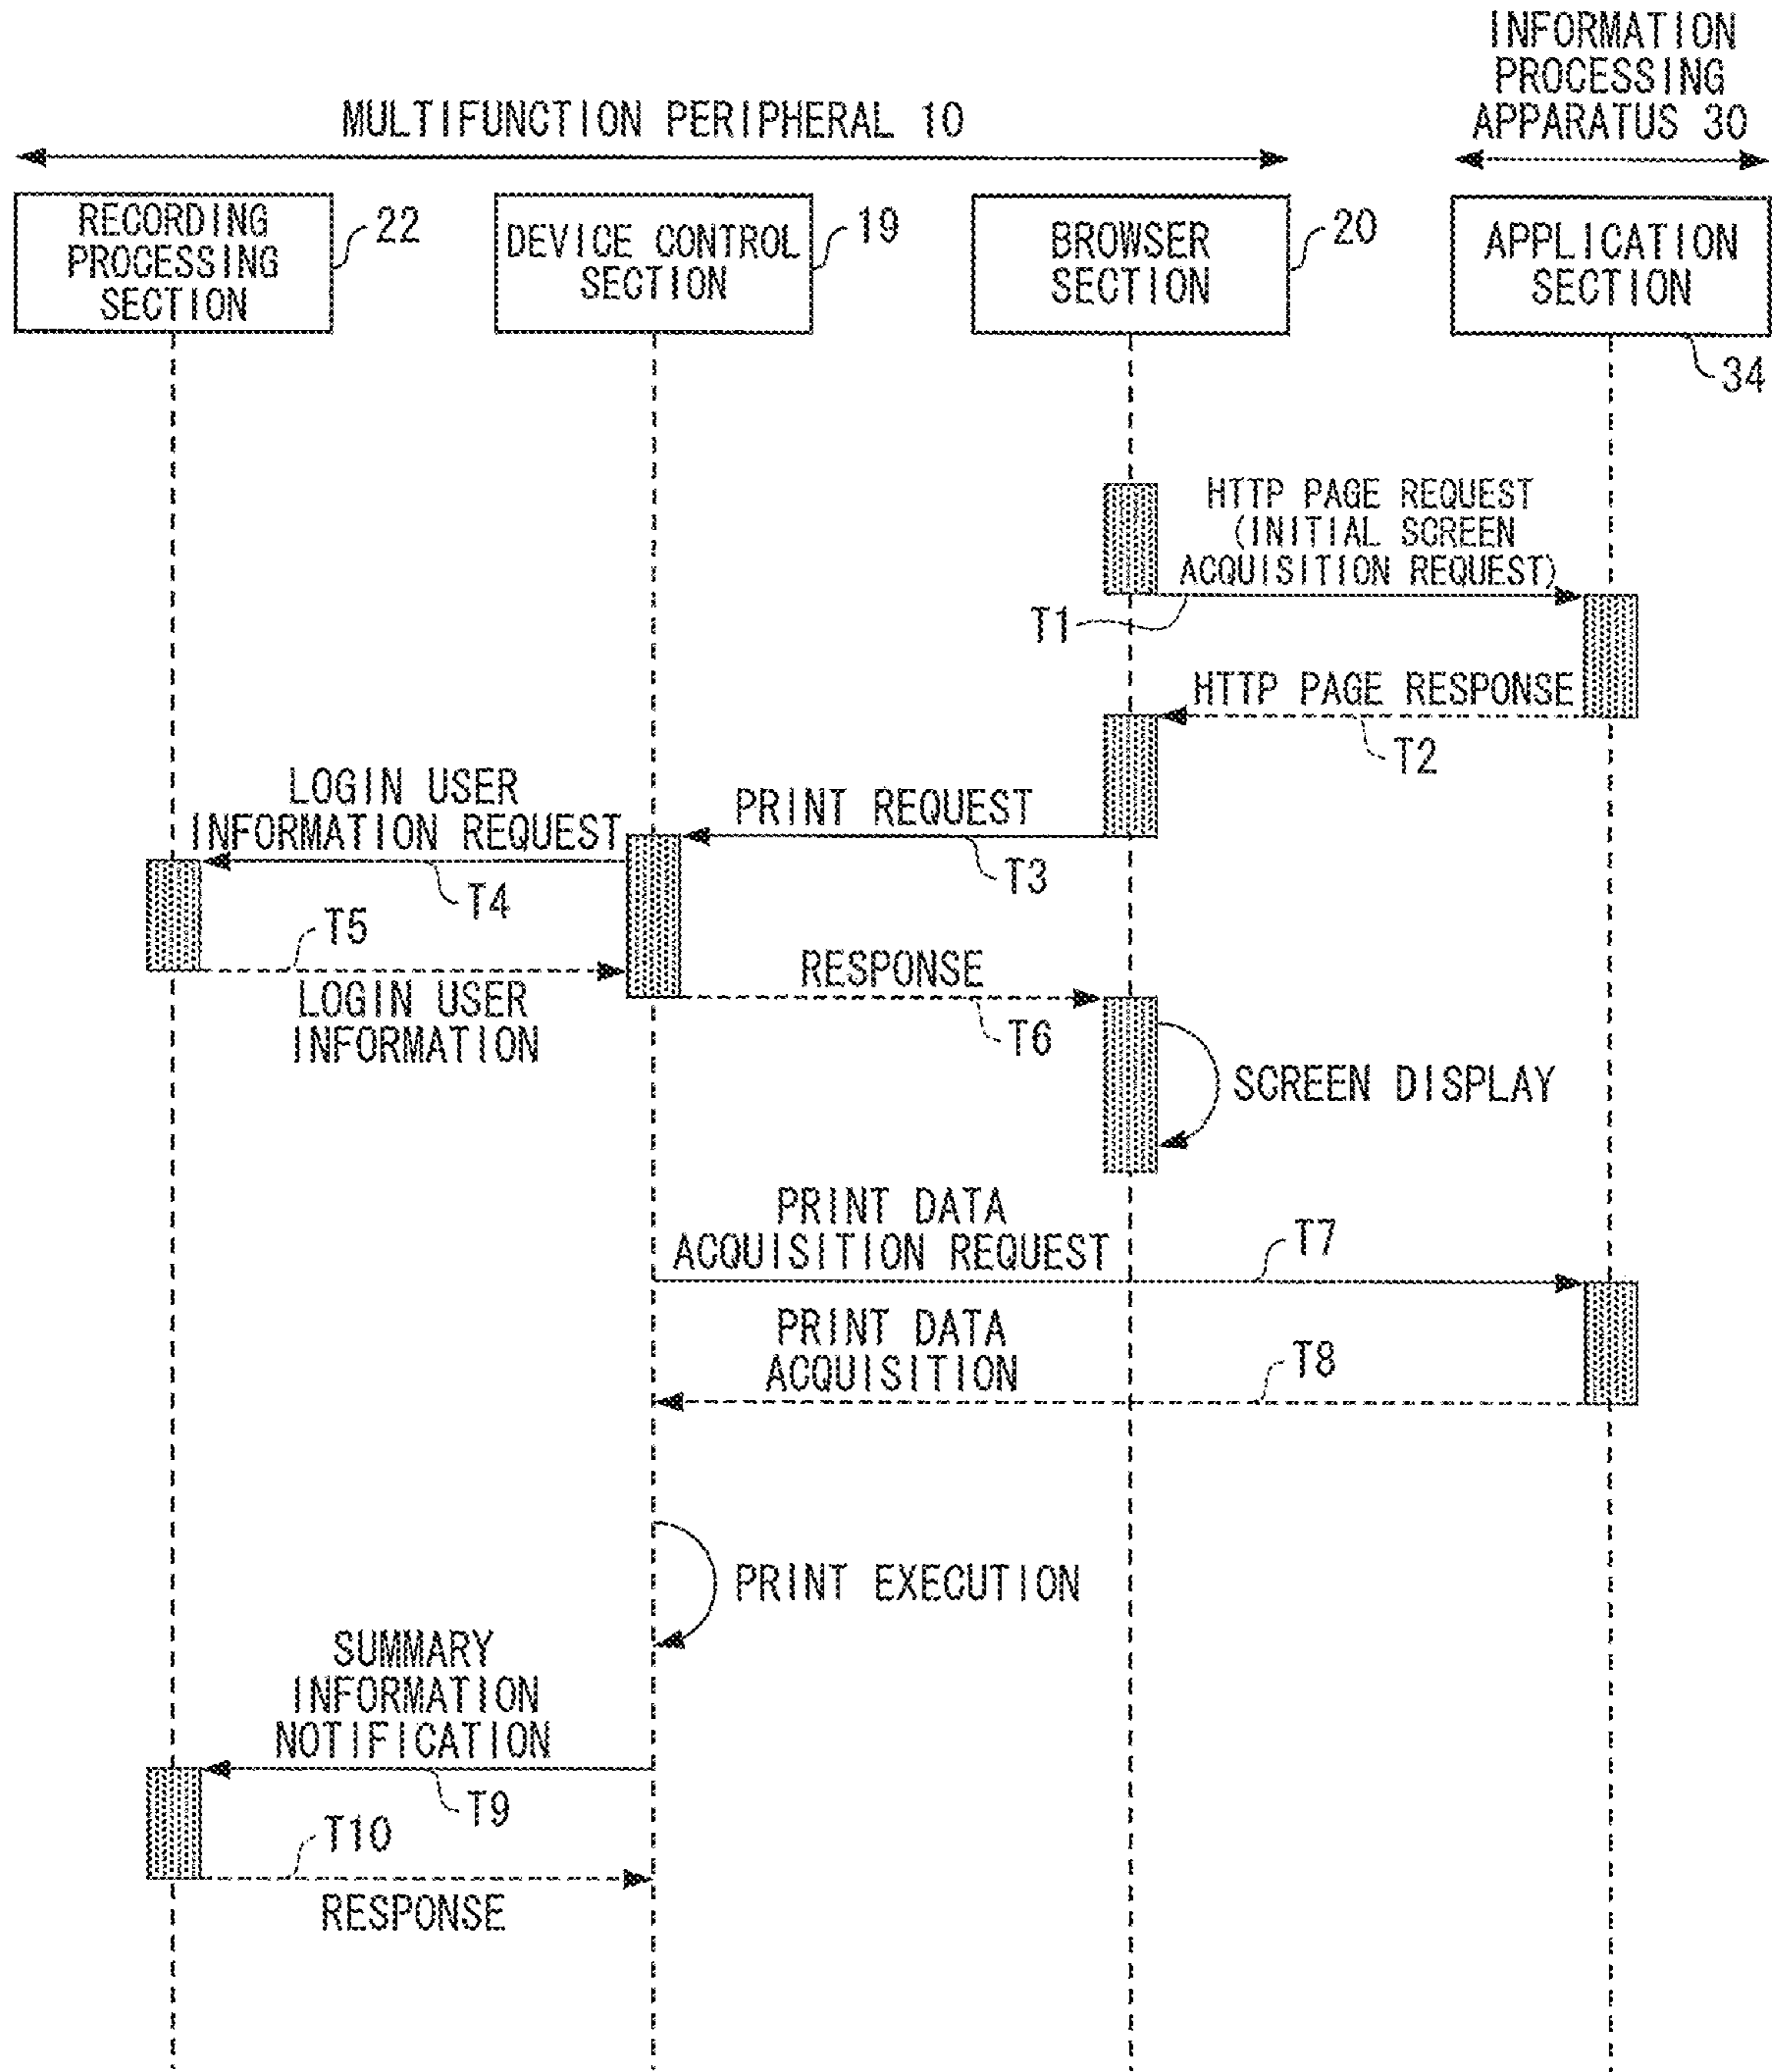 INFORMATION
PROCESSING
APPARATUS 30
MULTIFUNCTION PERIPHERAL 10
RECORDING
PROCESSING
SECTION
22
DEVICE CONTROL
SECTION
19
BROWSER
SECTION
20
APPLICATION
SECTION
34
HTTP PAGE REQUEST
(INITIAL SCREEN
ACQUISITION REQUEST)
T1
HTTP PAGE RESPONSE
T2
PRINT REQUEST
T3
LOGIN USER
INFORMATION REQUEST
T4
T5
LOGIN USER
INFORMATION
RESPONSE
T6
SCREEN DISPLAY
PRINT DATA
ACQUISITION REQUEST
T7
PRINT DATA
ACQUISITION
T8
PRINT EXECUTION
SUMMARY
INFORMATION
NOTIFICATION
T9
T10
RESPONSE